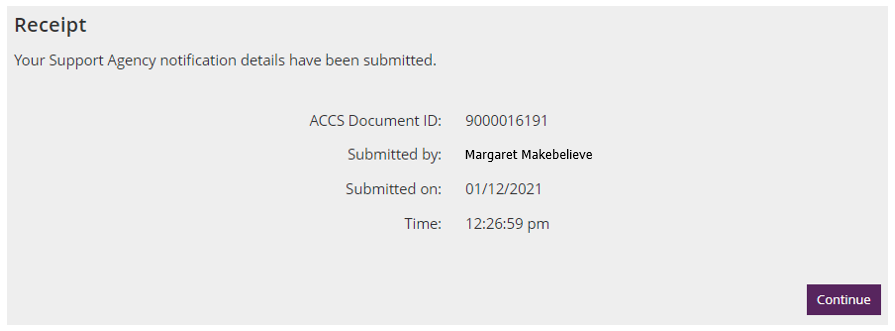 Receipt
Your Support Agency notification details have been submitted.
ACCS Document ID: 9000016191
Submitted by: Margaret Makebelieve
Submitted on: 01/12/2021
Time: 12:26:59 pm
Continue